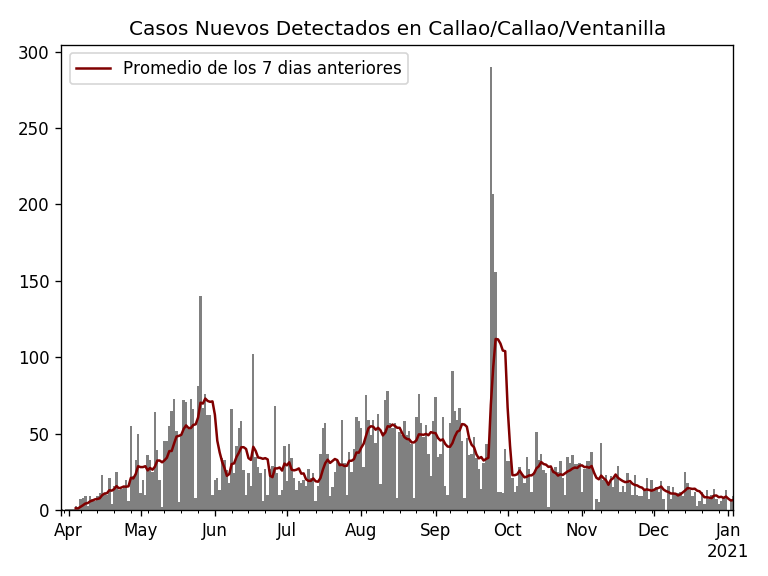 Casos Nuevos Detectados en Callao/Callao/Ventanilla
Promedio de los 7 dias anteriores
300
250
200
150
100
50
0
Apr May Jun Jul Aug Sep Oct Nov Dec Jan
2021